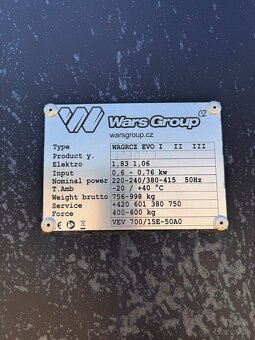 Wars Group cz
warsgroup.cz
Type WAGRCZ EVO I II III
Product y.
Elektro 1,83 1,06
Input 0,6 - 0,76 kw
Nominal power 220-240/380-415 50Hz
T.Amb -20 / +40 °C
Weight brutto 756-998 kg
Service +420 601 380 750
Force 400-600 kg
CE VEV 700/15E-50A0